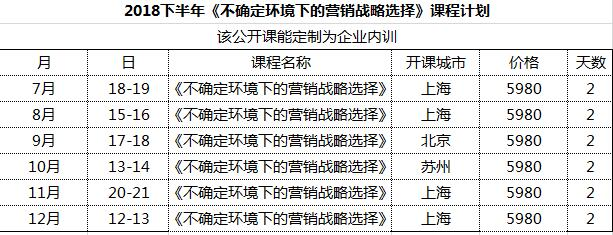 2018下半年《不确定环境下的营销战略选择》课程计划
该公开课能定制为企业内训
月 日 课程名称 开课城市 价格 天数
7月 18-19 《不确定环境下的营销战略选择》 上海 5980 2
8月 15-16 《不确定环境下的营销战略选择》 上海 5980 2
9月 17-18 《不确定环境下的营销战略选择》 北京 5980 2
10月 13-14 《不确定环境下的营销战略选择》 苏州 5980 2
11月 20-21 《不确定环境下的营销战略选择》 上海 5980 2
12月 12-13 《不确定环境下的营销战略选择》 上海 5980 2